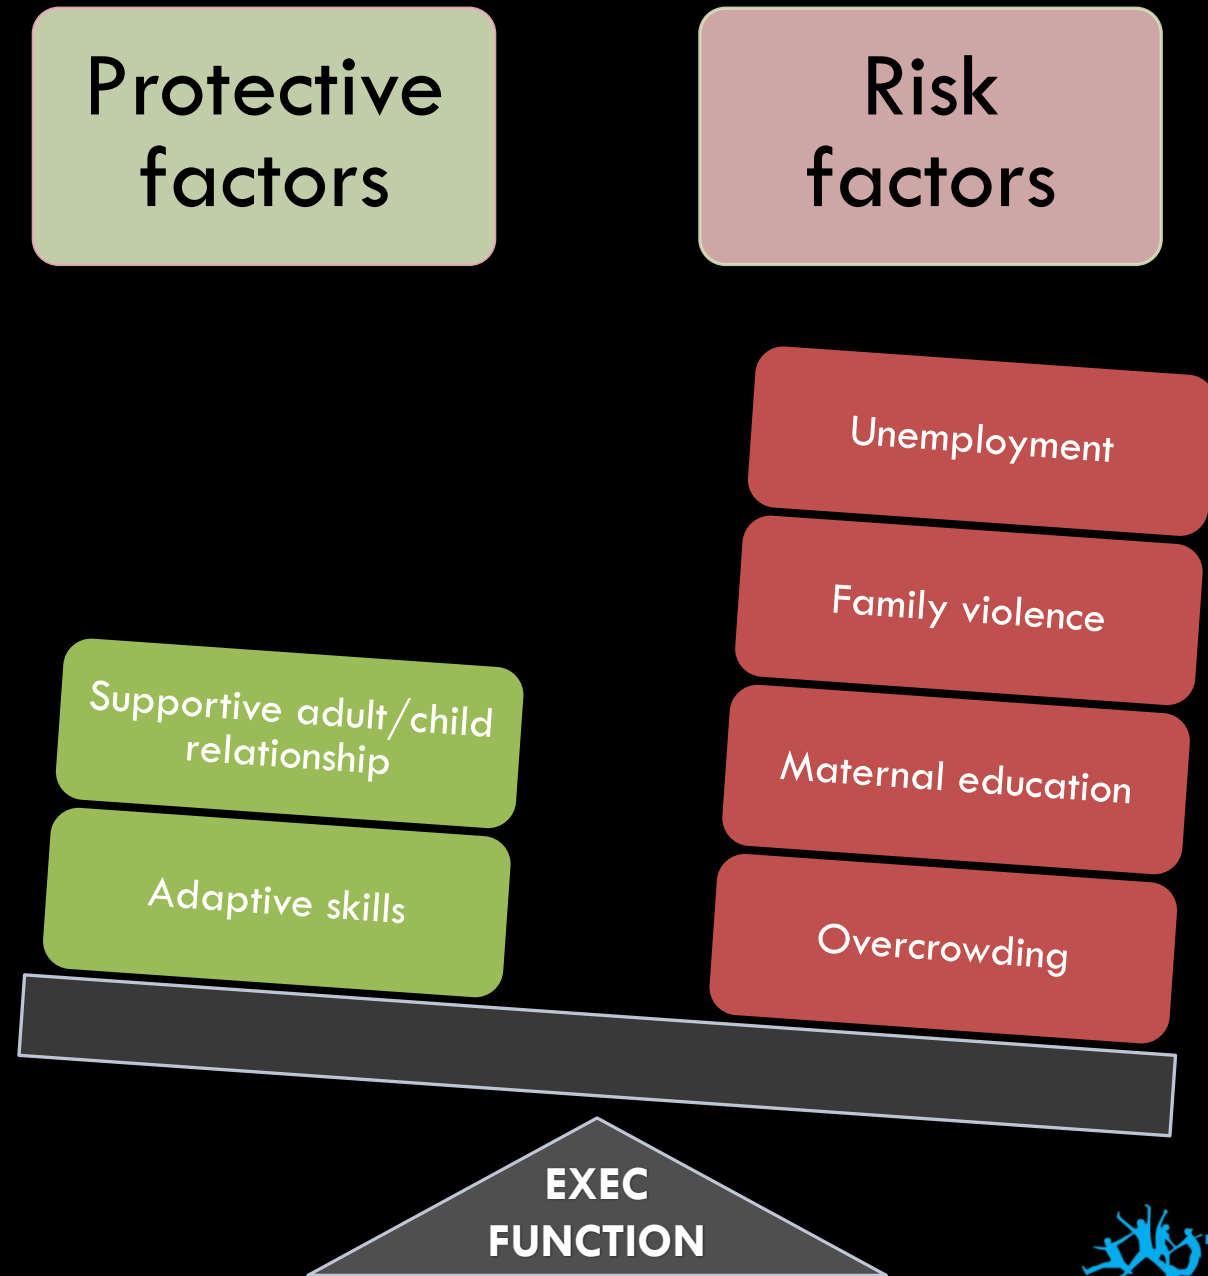 Protective
factors
Risk
factors
Unemployment
Family violence
Maternal education
Overcrowding
Supportive adult/child
relationship
Adaptive skills
EXEC
FUNCTION